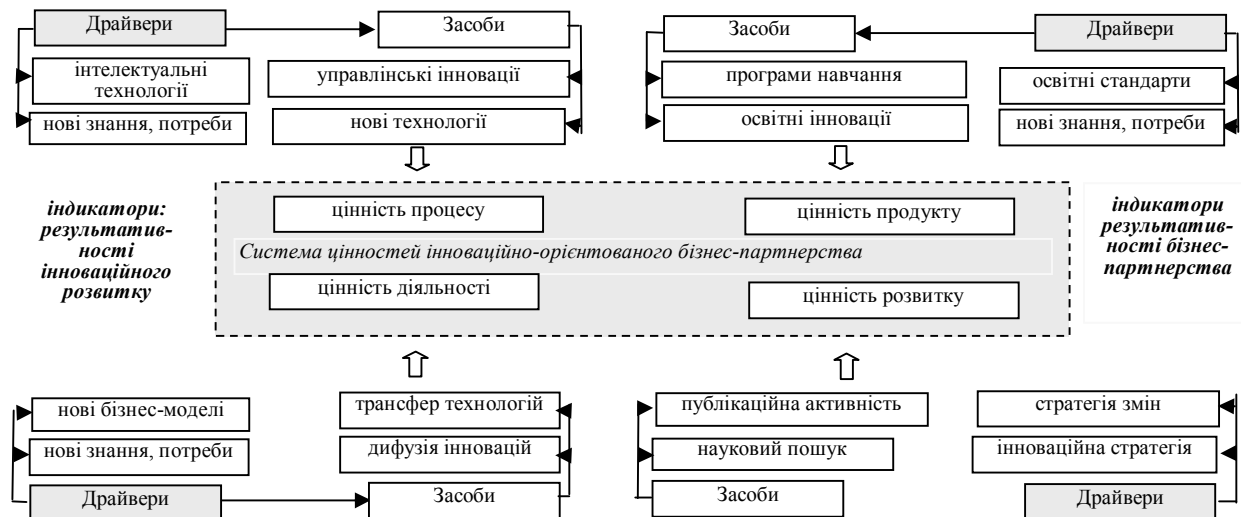 Драйвери
Засоби
Засоби
Драйвери
інтелектуальні
технології
управлінські інновації
програми навчання
освітні стандарти
нові знання, потреби
нові технології
освітні інновації
нові знання, потреби
індикатори:
результатив-
ності
інноваційного
розвитку
цінність процесу
цінність продукту
Система цінностей інноваційно-орієнтованого бізнес-партнерства
цінність діяльності
цінність розвитку
індикатори
результатив-
ності бізнес-
партнерства
нові бізнес-моделі
трансфер технологій
публікаційна активність
стратегія змін
нові знання, потреби
дифузія інновацій
науковий пошук
інноваційна стратегія
Драйвери
Засоби
Засоби
Драйвери